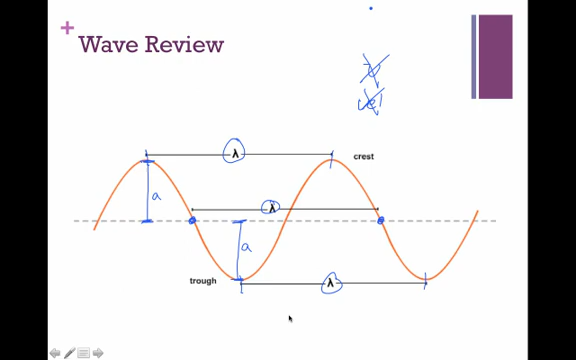 +
Wave Review
λ
crest
a
λ
a
trough
λ